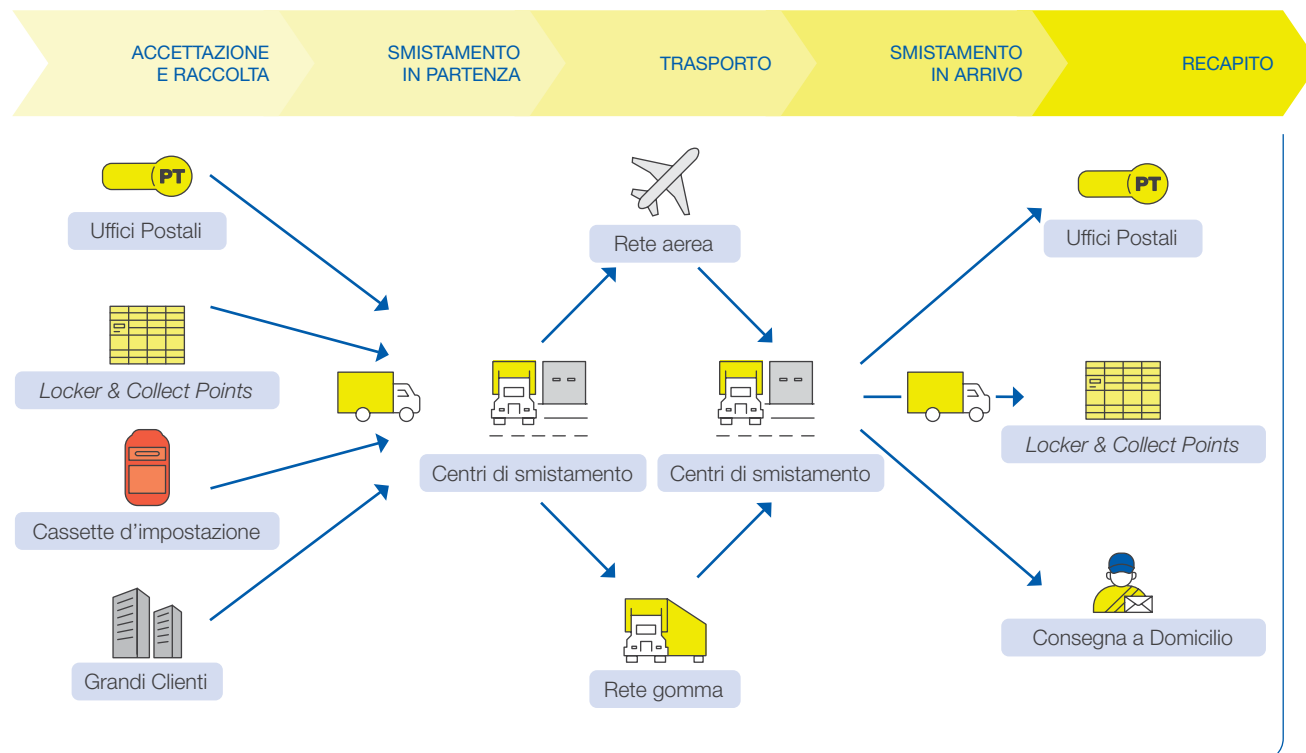 ACCETTAZIONE
E RACCOLTA
SMISTAMENTO
IN PARTENZA
TRASPORTO
SMISTAMENTO
IN ARRIVO
RECAPITO
PT
Uffici Postali
Locker & Collect Points
Cassette d'impostazione
Grandi Clienti
Centri di smistamento
Rete aerea
Rete gomma
Centri di smistamento
PT
Uffici Postali
Locker & Collect Points
Consegna a Domicilio